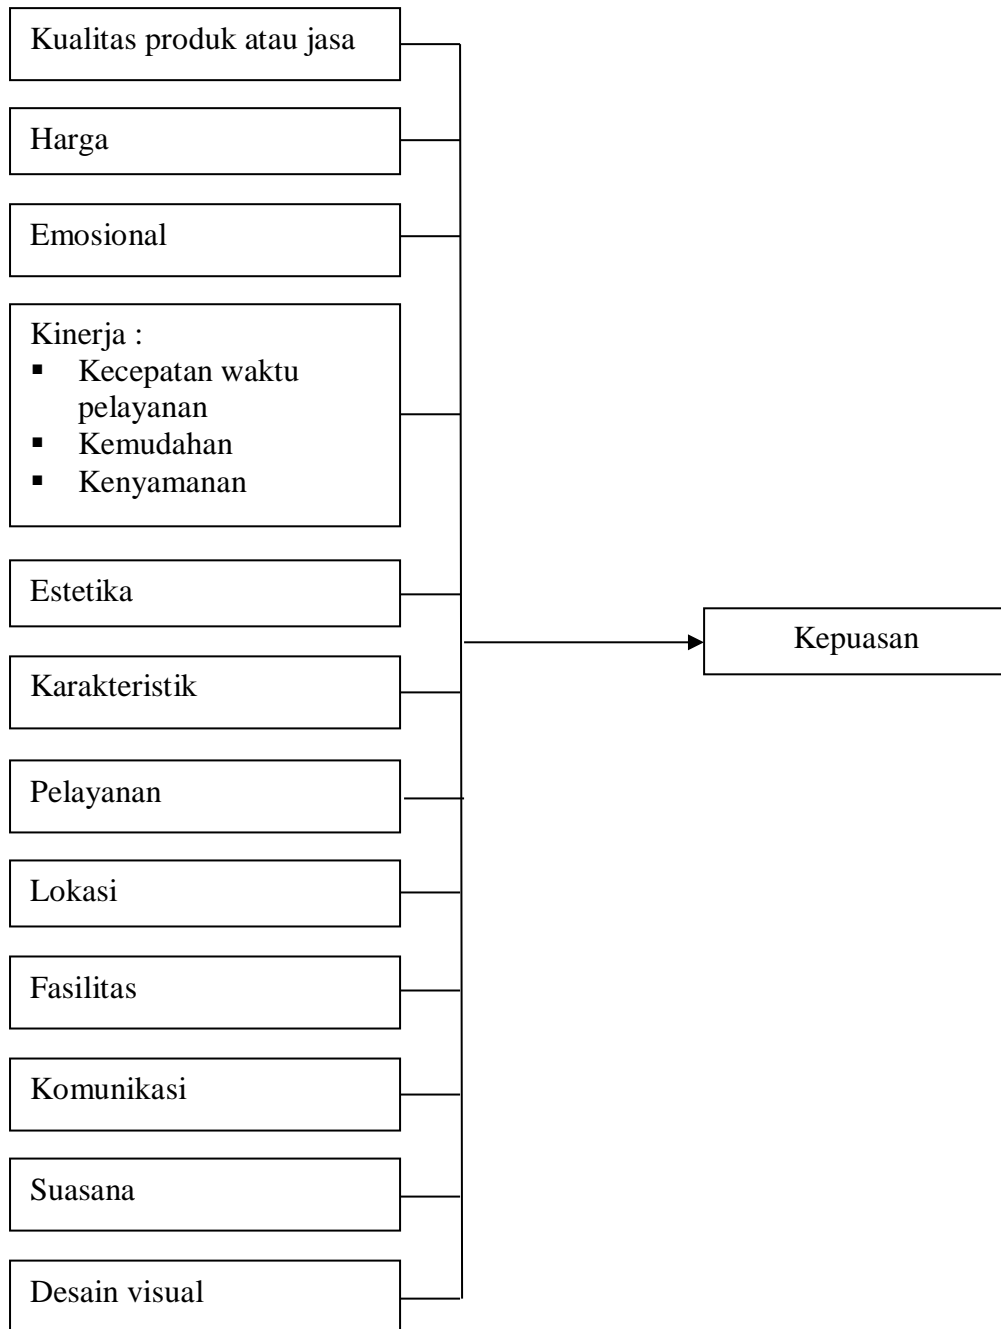 Kualitas produk atau jasa
Harga
Emosional
Kinerja :
▪ Kecepatan waktu
pelayanan
▪ Kemudahan
▪ Kenyamanan
Estetika
Kepuasan
Karakteristik
Pelayanan
Lokasi
Fasilitas
Komunikasi
Suasana
Desain visual